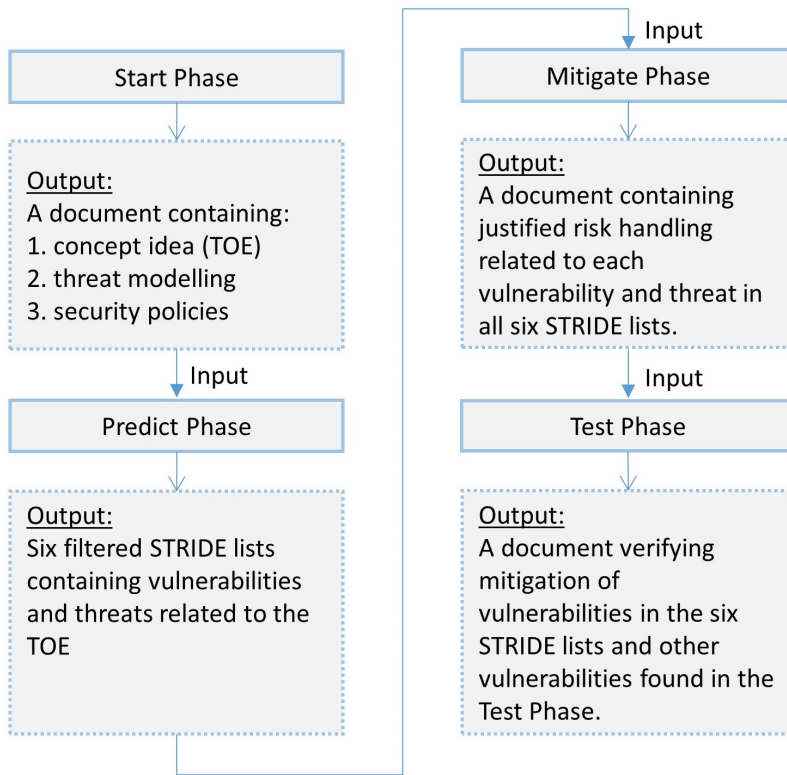 Start Phase
Output:
A document containing:
1. concept idea (TOE)
2. threat modelling
3. security policies
Input
Predict Phase
Output:
Six filtered STRIDE lists
containing vulnerabilities
and threats related to the
TOE
Input
Mitigate Phase
Output:
A document containing
justified risk handling
related to each
vulnerability and threat in
all six STRIDE lists.
Input
Test Phase
Output:
A document verifying
mitigation of
vulnerabilities in the six
STRIDE lists and other
vulnerabilities found in the
Test Phase.